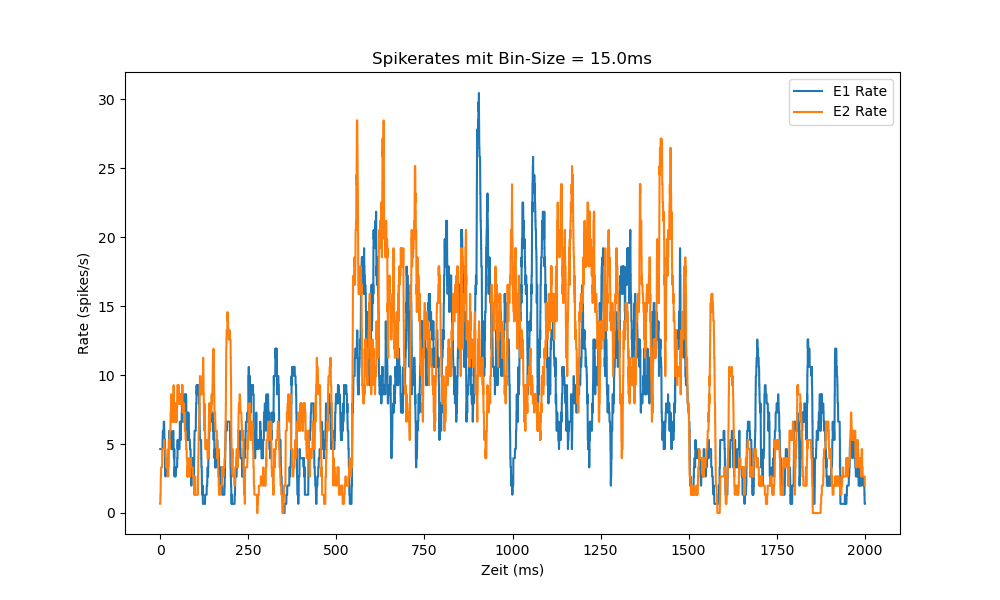 Spikerates mit Bin-Size = 15.0ms
E1 Rate
E2 Rate
Rate (spikes/s)
30
25
20
15
10
5
0
0 250 500 750 1000 1250 1500 1750 2000
Zeit (ms)